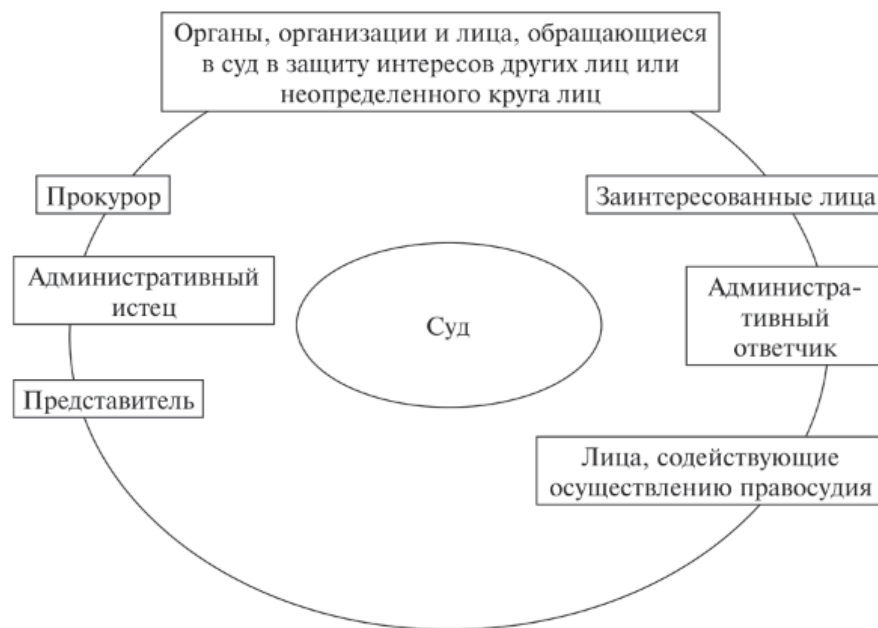 Органы, организации и лица, обращающиеся
в суд в защиту интересов других лиц или
неопределенного круга лиц
Прокурор
Заинтересованные лица
Административный
истец
Суд
Администра-
тивный
ответчик
Представитель
Лица, содействующие
осуществлению правосудия